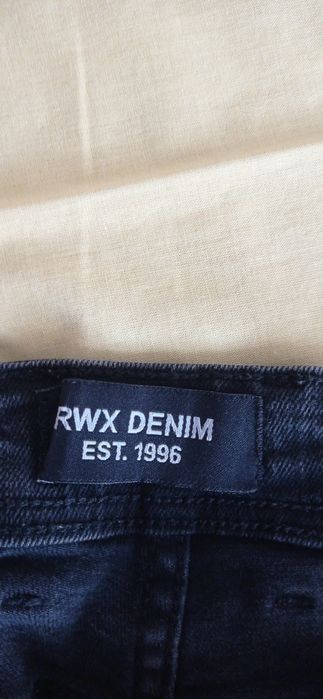 RWX DENIM
EST. 1996